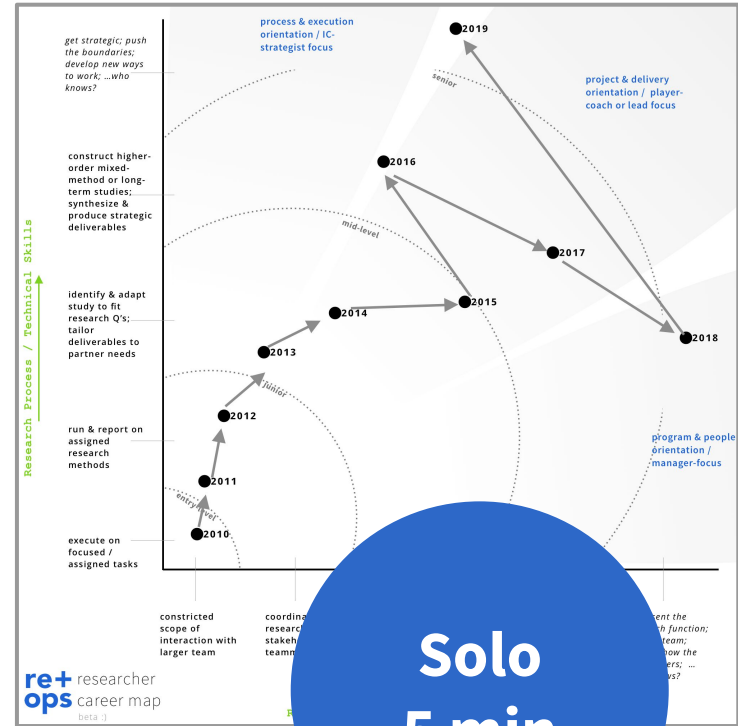 process & execution
orientation / IC-
strategist focus
2019
get strategic; push
the boundaries;
develop new ways
to work; ...who
knows?
senior
project & delivery
orientation / player-
coach or lead focus
construct higher-
order mixed-
method or long-
term studies;
synthesize &
produce strategic
deliverables
2016
mid-level
2017
Research Process / Technical Skills
identify & adapt
study to fit
research Q's;
tailor
deliverables to
partner needs
2014
2015
2018
2013
junior
2012
run & report on
assigned
research
methods
program & people
orientation /
manager-focus
2011
entry-level
2010
execute on
focused /
assigned tasks
constricted
scope of
interaction with
larger team
function;
team;
Solo
5 min
re+
ops
researcher
career map
beta :)